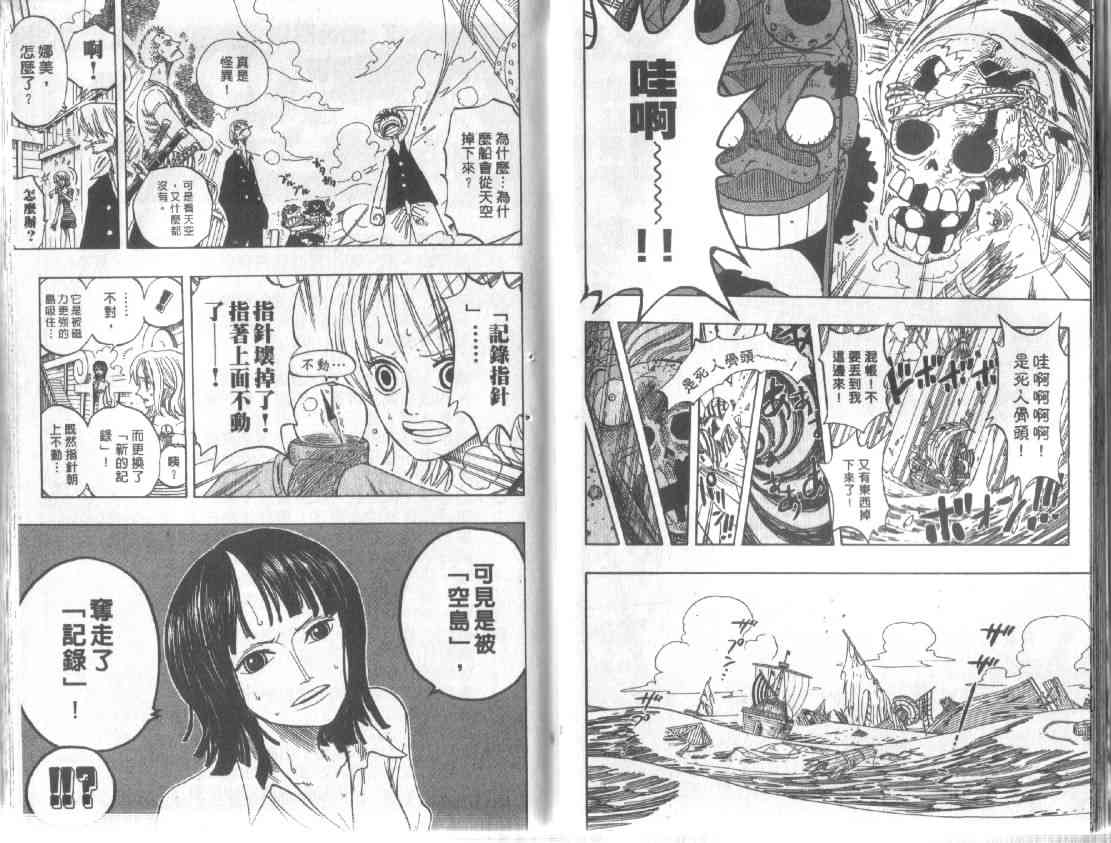 哇啊
~~~~~~!!
哇啊啊啊啊!
是死人骨頭!
又有東西掉
下來了!
混帳!不
要丟到我
這邊來!
是死人骨頭~~~~~!
為什麼…為什
麼船會從天空
掉下來?
真是
怪異!
可是看天空
,又什麼都
沒有。
啊!
娜美,
怎麼了?
怎麼辦?
「記錄指針
」……
指針壞掉了!
指著上面不動
了——!
不動…
!
……
不對,
它是被磁
力更強的
島吸住…
咦?
而更換了
「新的記
錄」!
既然指針朝
上不動…
可見是被
「空島」,
奪走了
「記錄」!
!!?